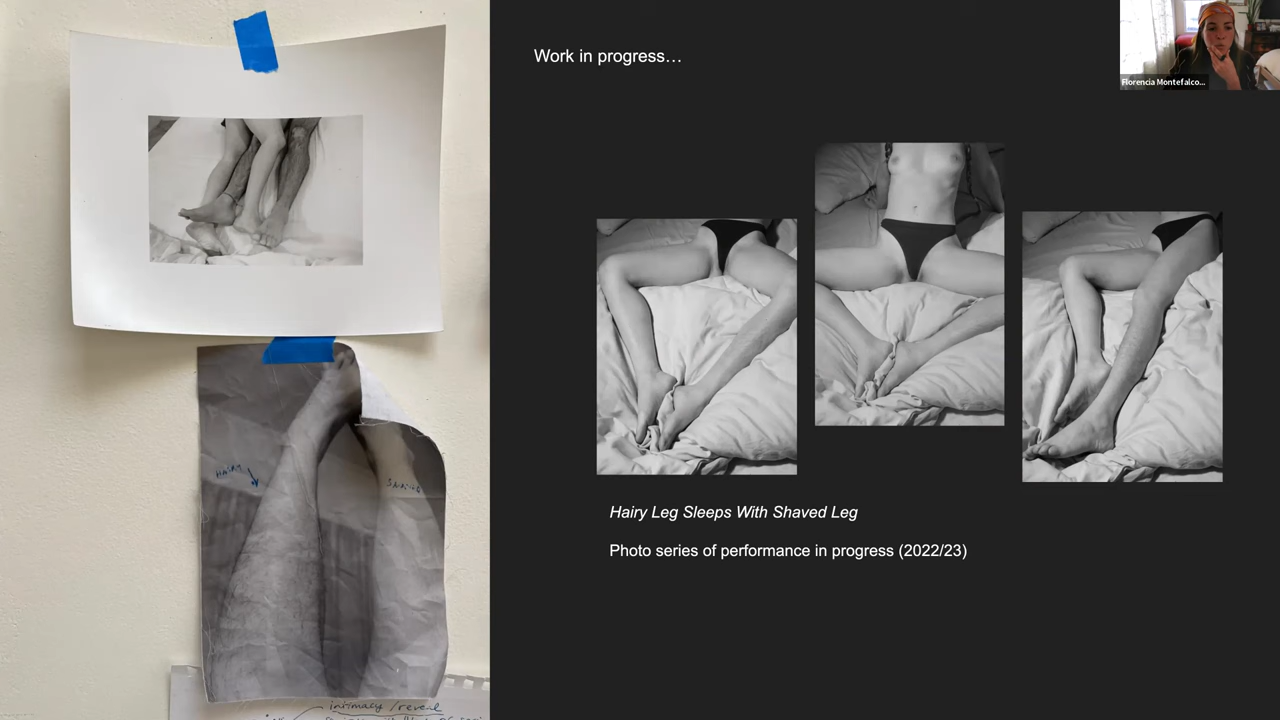 Work in progress…
Florencia Montefalco...
HAIRY
Hairy Leg Sleeps With Shaved Leg
Photo series of performance in progress (2022/23)
intimacy/reveal